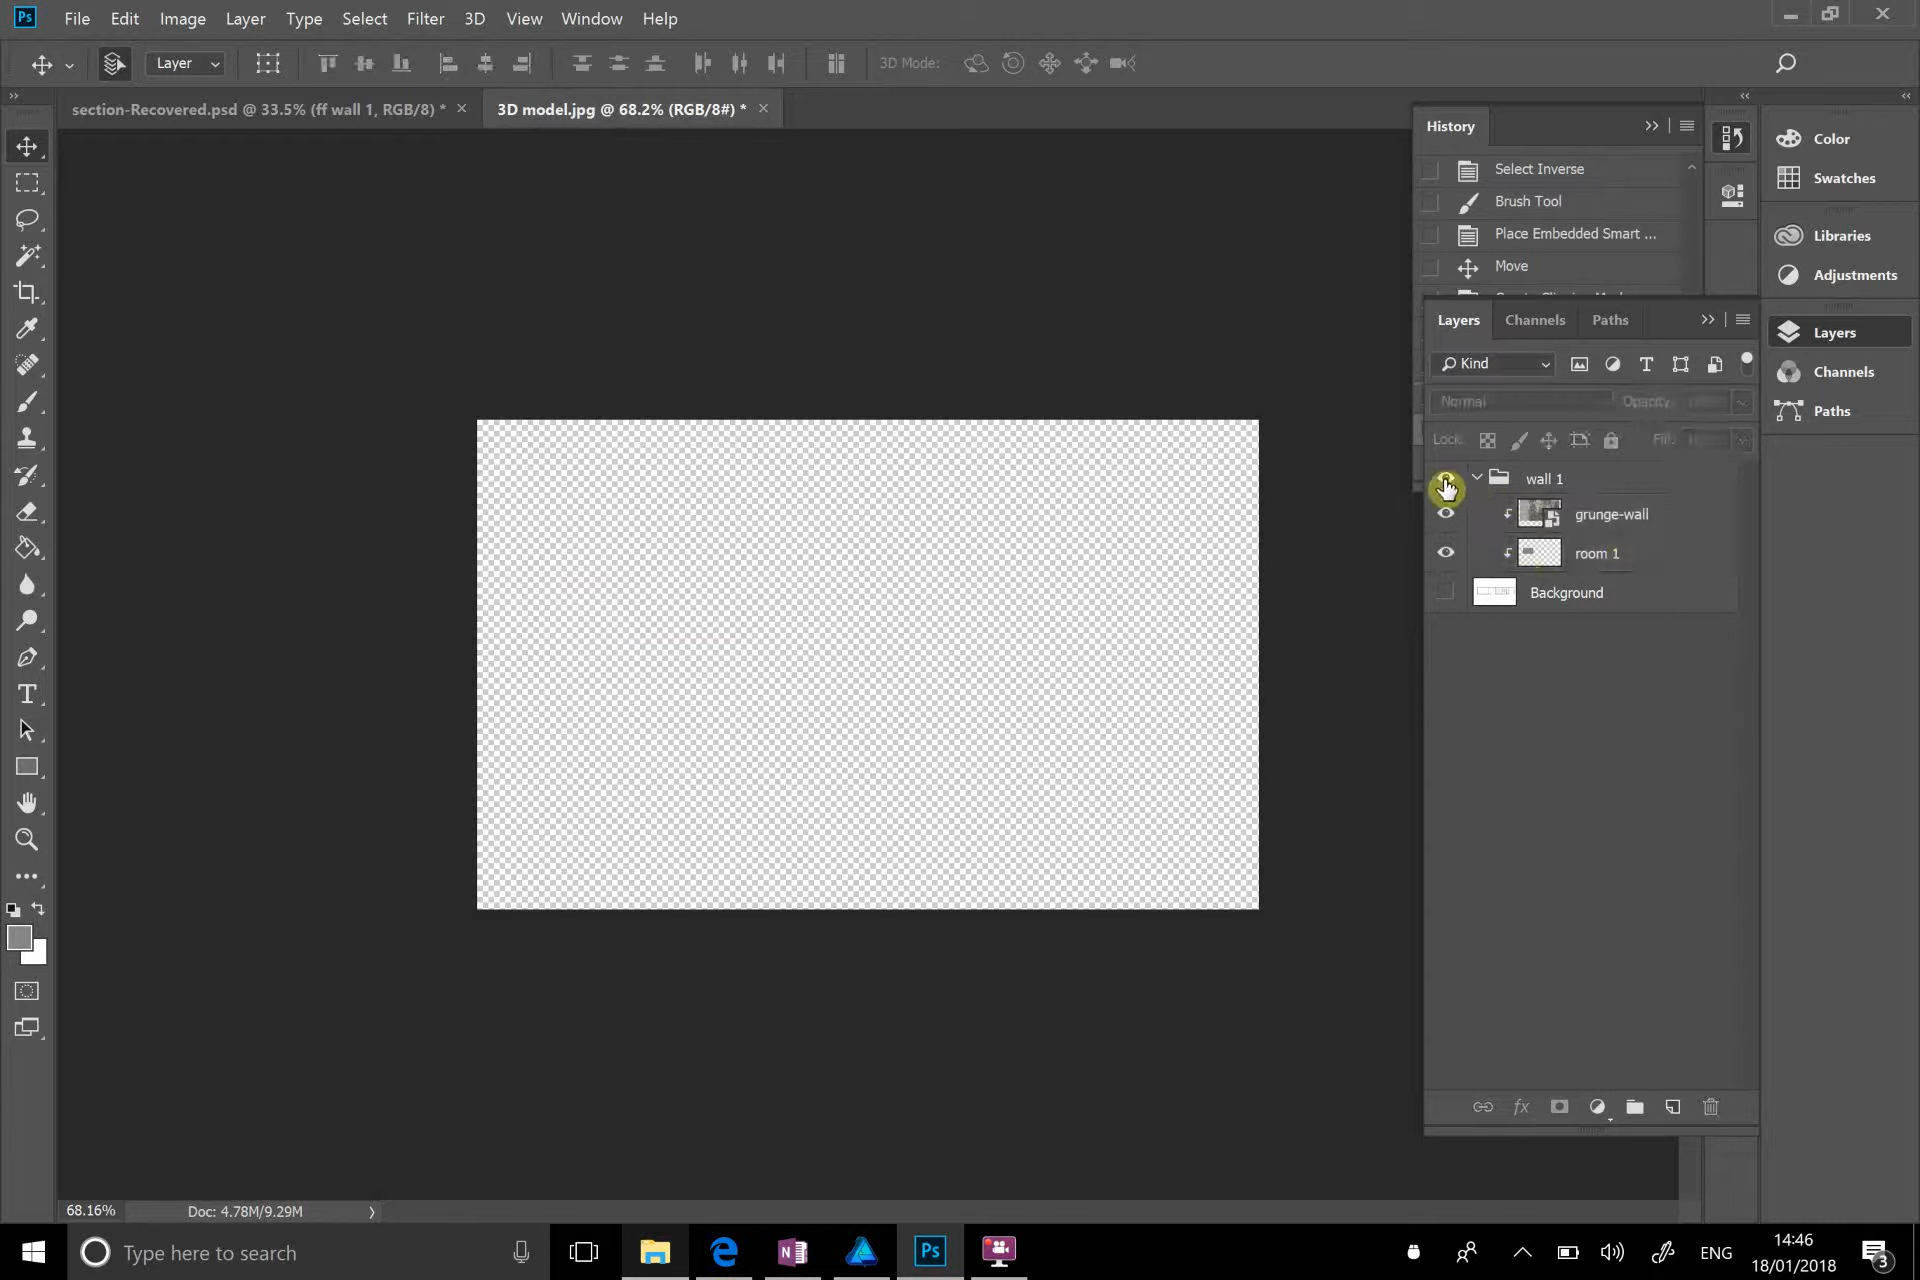 Ps File Edit Image Layer Type Select Filter 3D View Window Help
Layer 3D Mode:
section-Recovered.psd @ 33.5% (ff wall 1, RGB/8) * 3D model.jpg @ 68.2% (RGB/8#) *
History
Select Inverse
Brush Tool
Place Embedded Smart ...
Move
Layers Channels Paths
Kind
Normal Opacity
Lock: Fill:
wall 1
grunge-wall
room 1
Background
Color
Swatches
Libraries
Adjustments
Layers
Channels
Paths
68.16% Doc: 4.78M/9.29M
Type here to search
Ps
ENG
14:46
18/01/2018
3